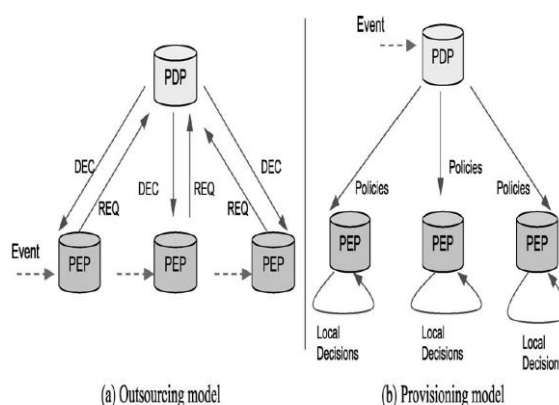 PDP
DEC
REQ
DEC
REQ
REQ
DEC
Event
PEP
PEP
PEP
(a) Outsourcing model
Event
PDP
Policies
Policies
Policies
PEP
PEP
PEP
Local
Decisions
Local
Decisions
Local
Decision
(b) Provisioning model